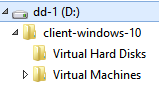 dd-1 (D:)
client-windows-10
Virtual Hard Disks
Virtual Machines